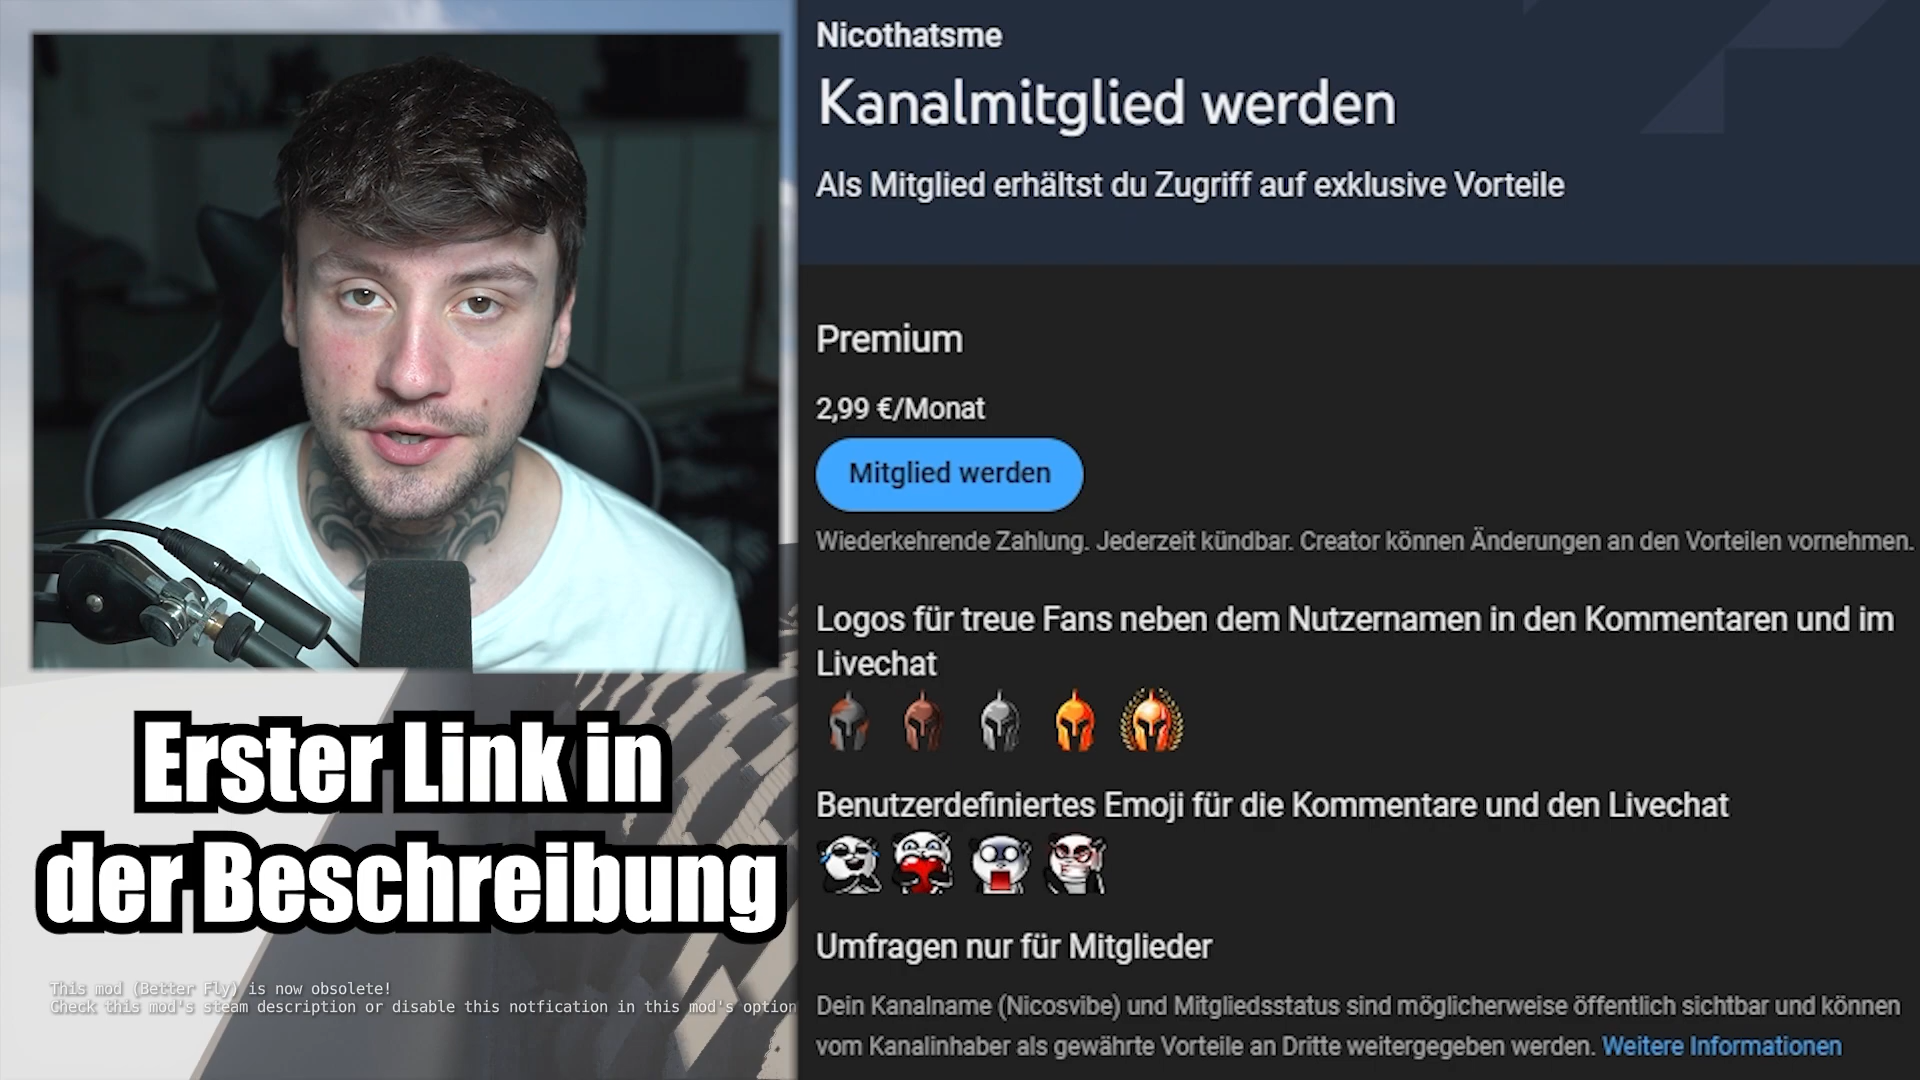 Nicothatsme
Kanalmitglied werden
Als Mitglied erhältst du Zugriff auf exklusive Vorteile
Premium
2,99 €/Monat
Mitglied werden
Wiederkehrende Zahlung. Jederzeit kündbar. Creator können Änderungen an den Vorteilen vornehmen.
Logos für treue Fans neben dem Nutzernamen in den Kommentaren und im
Livechat
Benutzerdefiniertes Emoji für die Kommentare und den Livechat
Umfragen nur für Mitglieder
Dein Kanalname (Nicosvibe) und Mitgliedsstatus sind möglicherweise öffentlich sichtbar und können
vom Kanalinhaber als gewährte Vorteile an Dritte weitergegeben werden. Weitere Informationen
Erster Link in
der Beschreibung
This mod (Better Fly) is now obsolete!
Check this mod's steam description or disable this notfication in this mod's option